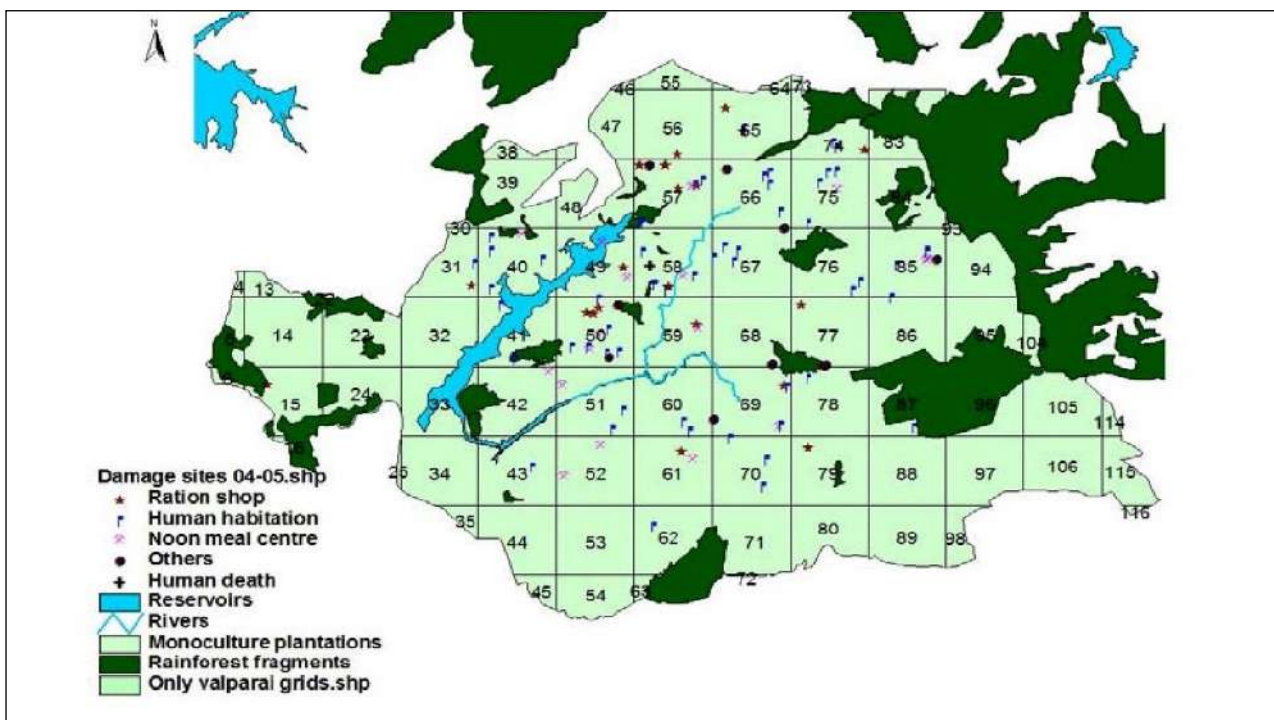 N
55
46 64 73
47 56 65
38 74 83
39
57 66 75 84
48
30 93
31 40 49 58 67 76 85 94
4 13
14 23 32 41 50 59 68 77 86 95 104
5
6
15 24 33 42 51 60 69 78 87 96 105
114
16
25 34 43 52 61 70 79 88 97 106 115
116
35
44 53 62 71 80 89 98
72
45 54 63
Damage sites 04-05.shp
Ration shop
Human habitation
Noon meal centre
Others
Human death
Reservoirs
Rivers
Monoculture plantations
Rainforest fragments
Only valparai grids.shp